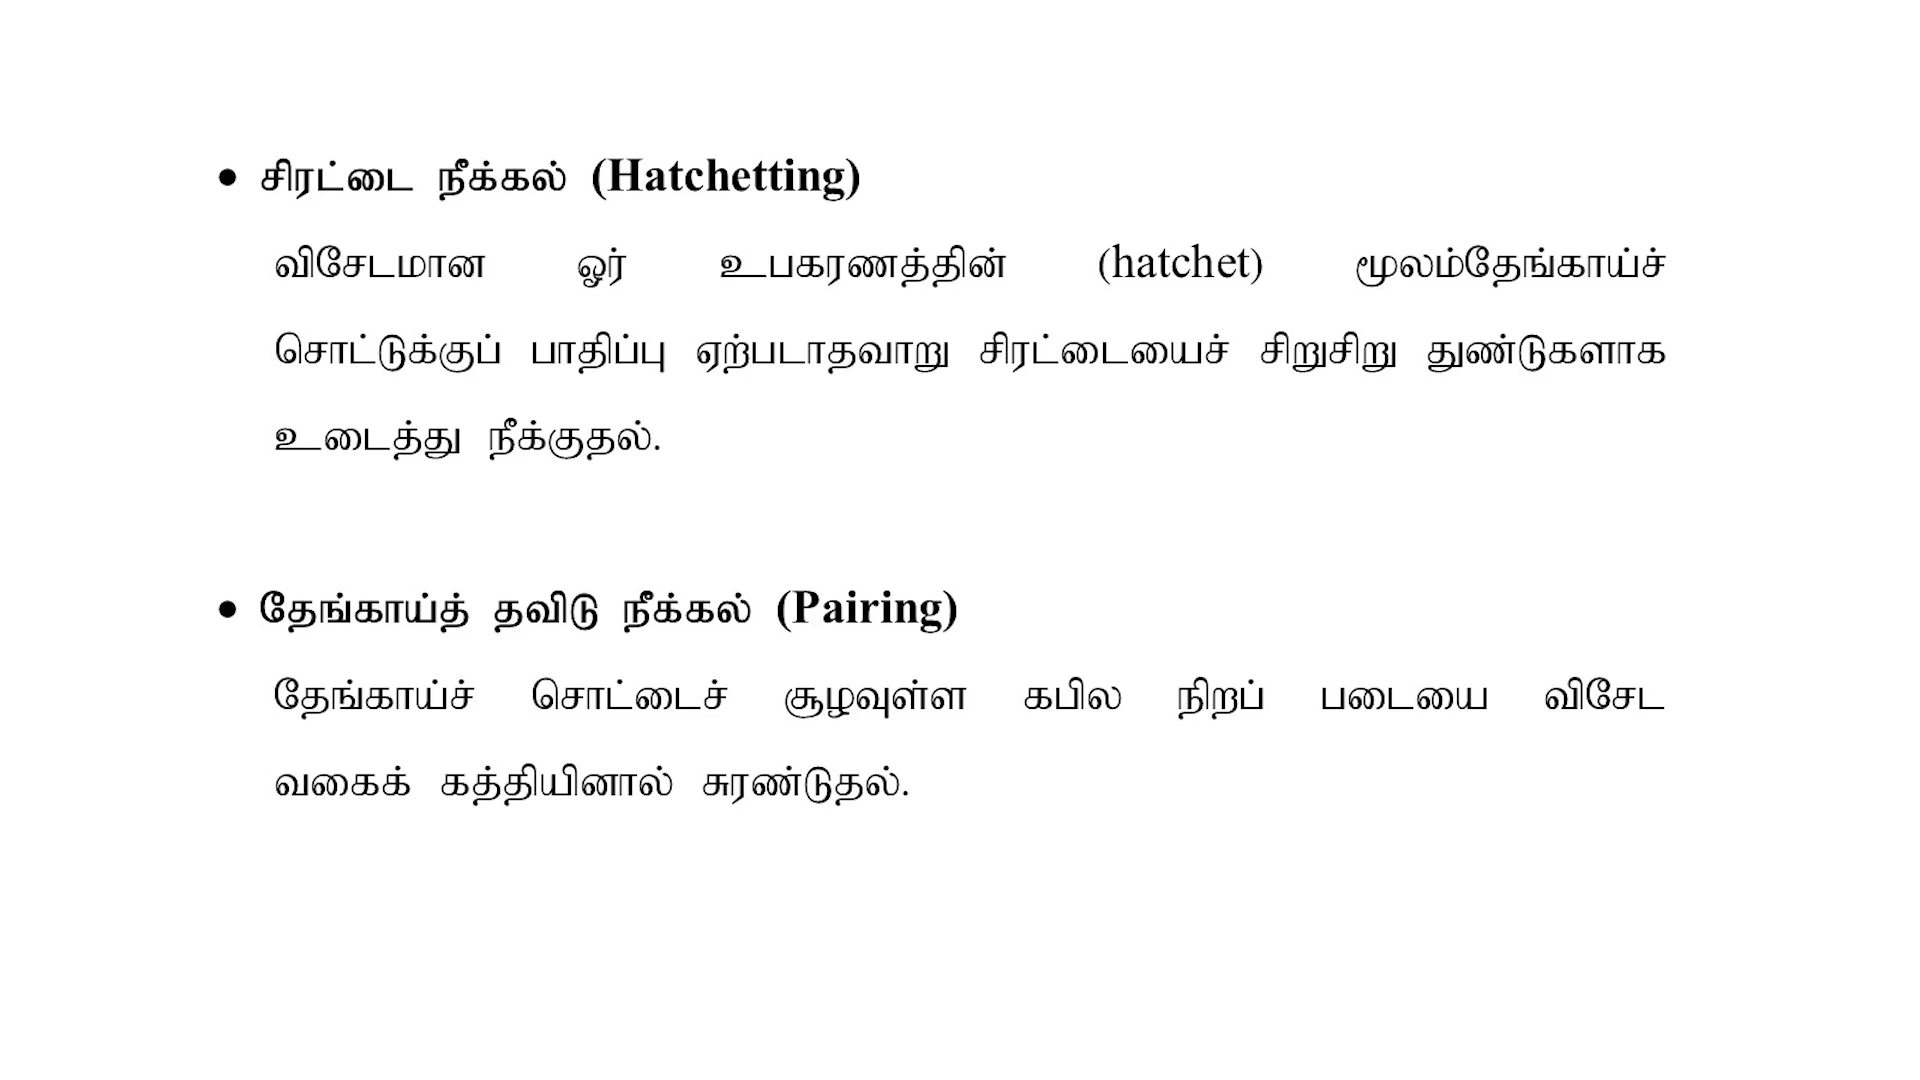 • சிரட்டை நீக்கல் (Hatchetting)
விசேடமான ஓர் உபகரணத்தின் (hatchet) மூலம்தேங்காய்ச்
சொட்டுக்குப் பாதிப்பு ஏற்படாதவாறு சிரட்டையைச் சிறுசிறு துண்டுகளாக
உடைத்து நீக்குதல்.
• தேங்காய்த் தவிடு நீக்கல் (Pairing)
தேங்காய்ச் சொட்டைச் சூழவுள்ள கபில நிறப் படையை விசேட
வகைக் கத்தியினால் சுரண்டுதல்.